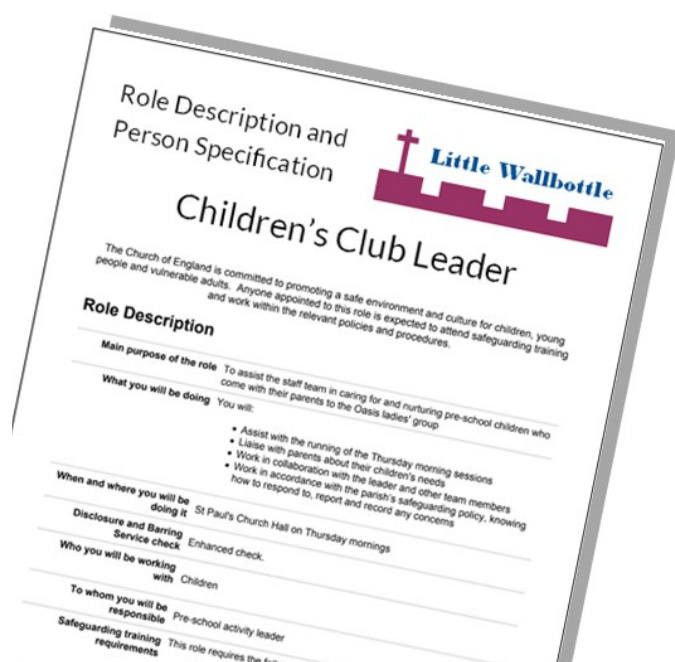 Role Description and
Person Specification
Little Wallbottle
Children's Club Leader
The Church of England is committed to promoting a safe environment and culture for children, young
people and vulnerable adults. Anyone appointed to this role is expected to attend safeguarding training
and work within the relevant policies and procedures.
Role Description
Main purpose of the role To assist the staff team in caring for and nurturing pre-school children who
come with their parents to the Oasis ladies' group
What you will be doing You will:
• Assist with the running of the Thursday morning sessions
• Liaise with parents about their children's needs
• Work in collaboration with the leader and other team members
• Work in accordance with the parish's safeguarding policy, knowing
how to respond to, report and record any concerns
When and where you will be
doing it St Paul's Church Hall on Thursday mornings
Disclosure and Barring
Service check Enhanced check.
Who you will be working
with Children
To whom you will be
responsible Pre-school activity leader
Safeguarding training
requirements This role requires the